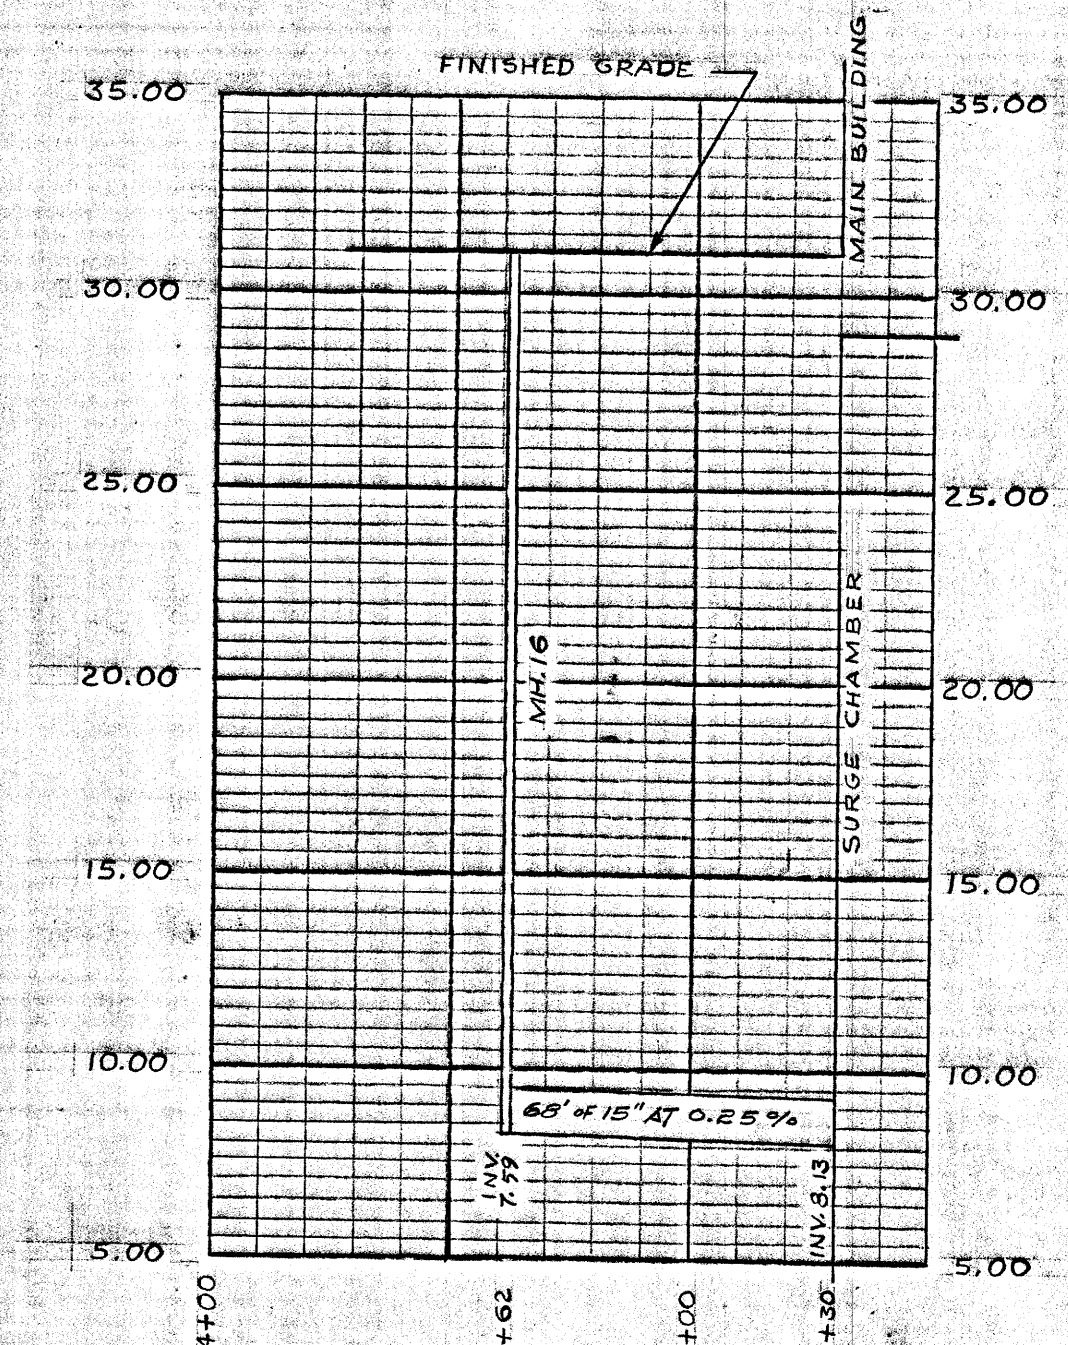 FINISHED GRADE
MAIN BUILDING
35.00
35.00
30.00
30.00
25.00
25.00
MH.16
SURGE CHAMBER
20.00
20.00
15.00
15.00
10.00
10.00
68' OF 15" AT 0.25%
INV.
7.59
INV. 8.13
5.00
5.00
4+00
+62
+00
+30